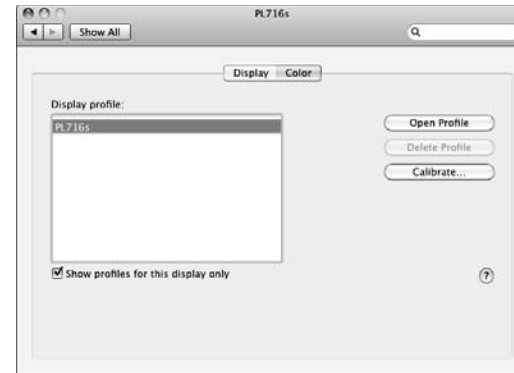 PL716s
Show All
Display Color
Display profile:
PL716s
Open Profile
Delete Profile
Calibrate...
Show profiles for this display only
?